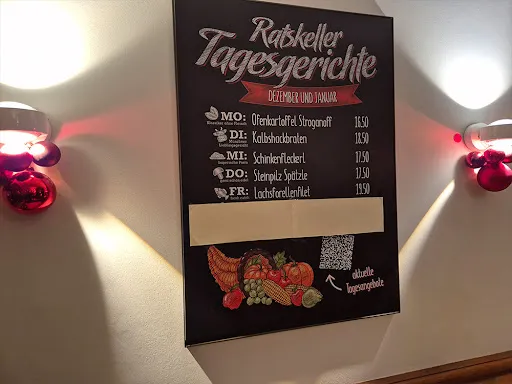 Ratskeller
Tagesgerichte
DEZEMBER UND JANUAR
MO: Ofenkartoffel Stroganoff 16.50
DI: Kalbshackbraten 18.50
MI: Schinkenfleckerl 17.50
DO: Steinpilz Spätzle 17.50
FR: Lachsforellenfilet 19.50
aktuelle
Tagesangebote